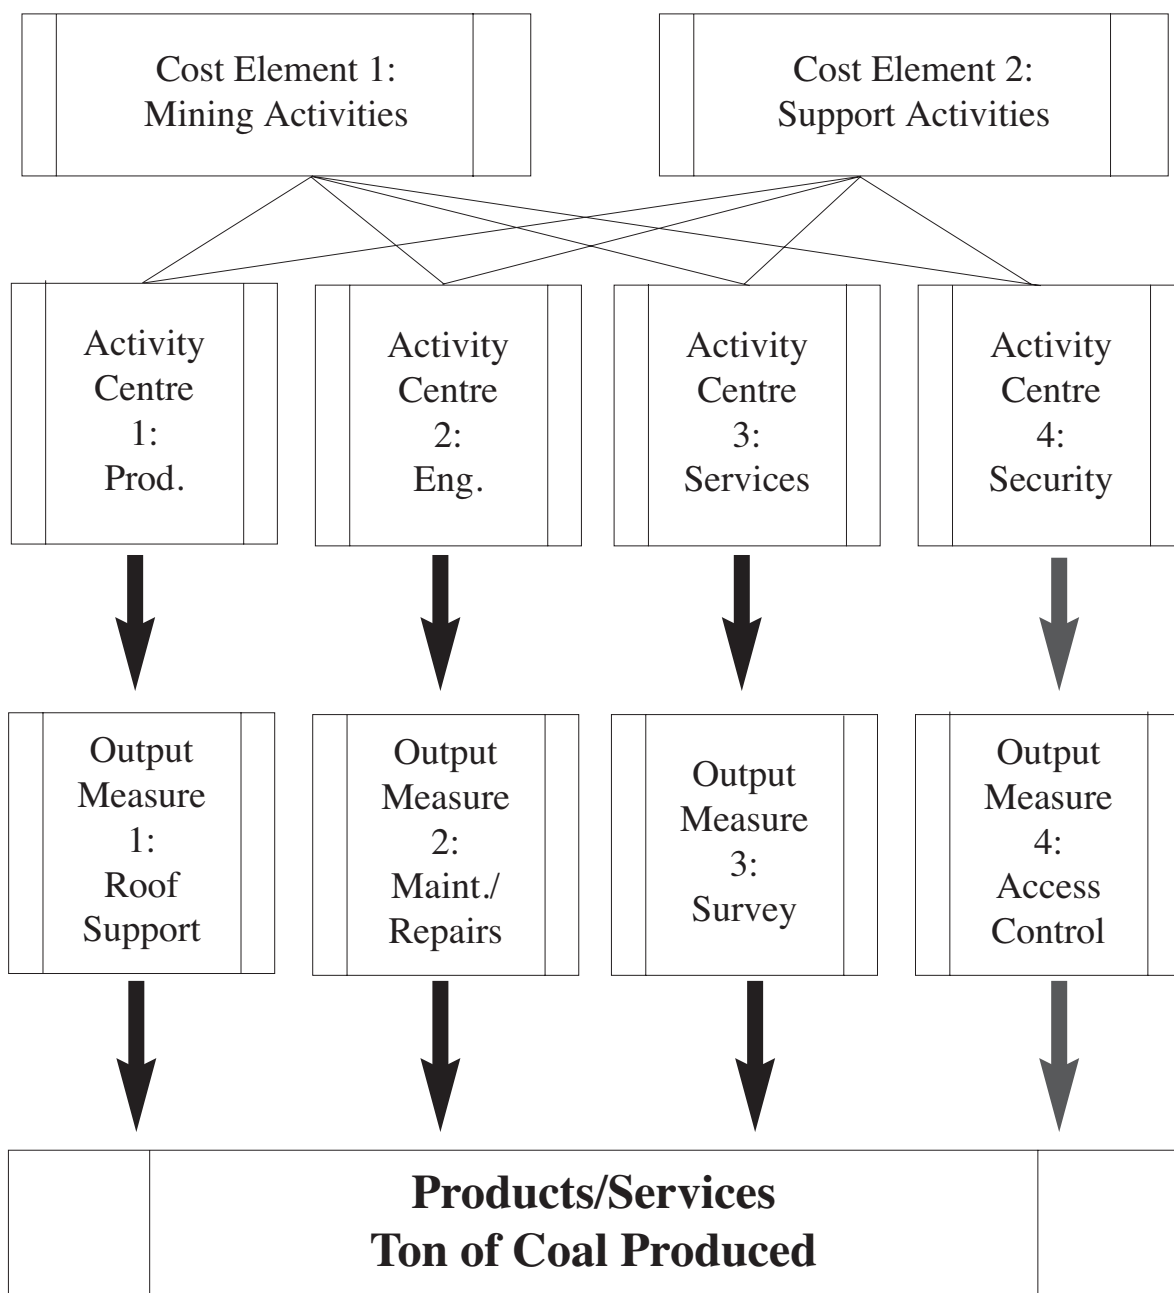 Cost Element 1:
Mining Activities
Cost Element 2:
Support Activities
Activity
Centre
1:
Prod.
Activity
Centre
2:
Eng.
Activity
Centre
3:
Services
Activity
Centre
4:
Security
Output
Measure
1:
Roof
Support
Output
Measure
2:
Maint./
Repairs
Output
Measure
3:
Survey
Output
Measure
4:
Access
Control
Products/Services
Ton of Coal Produced